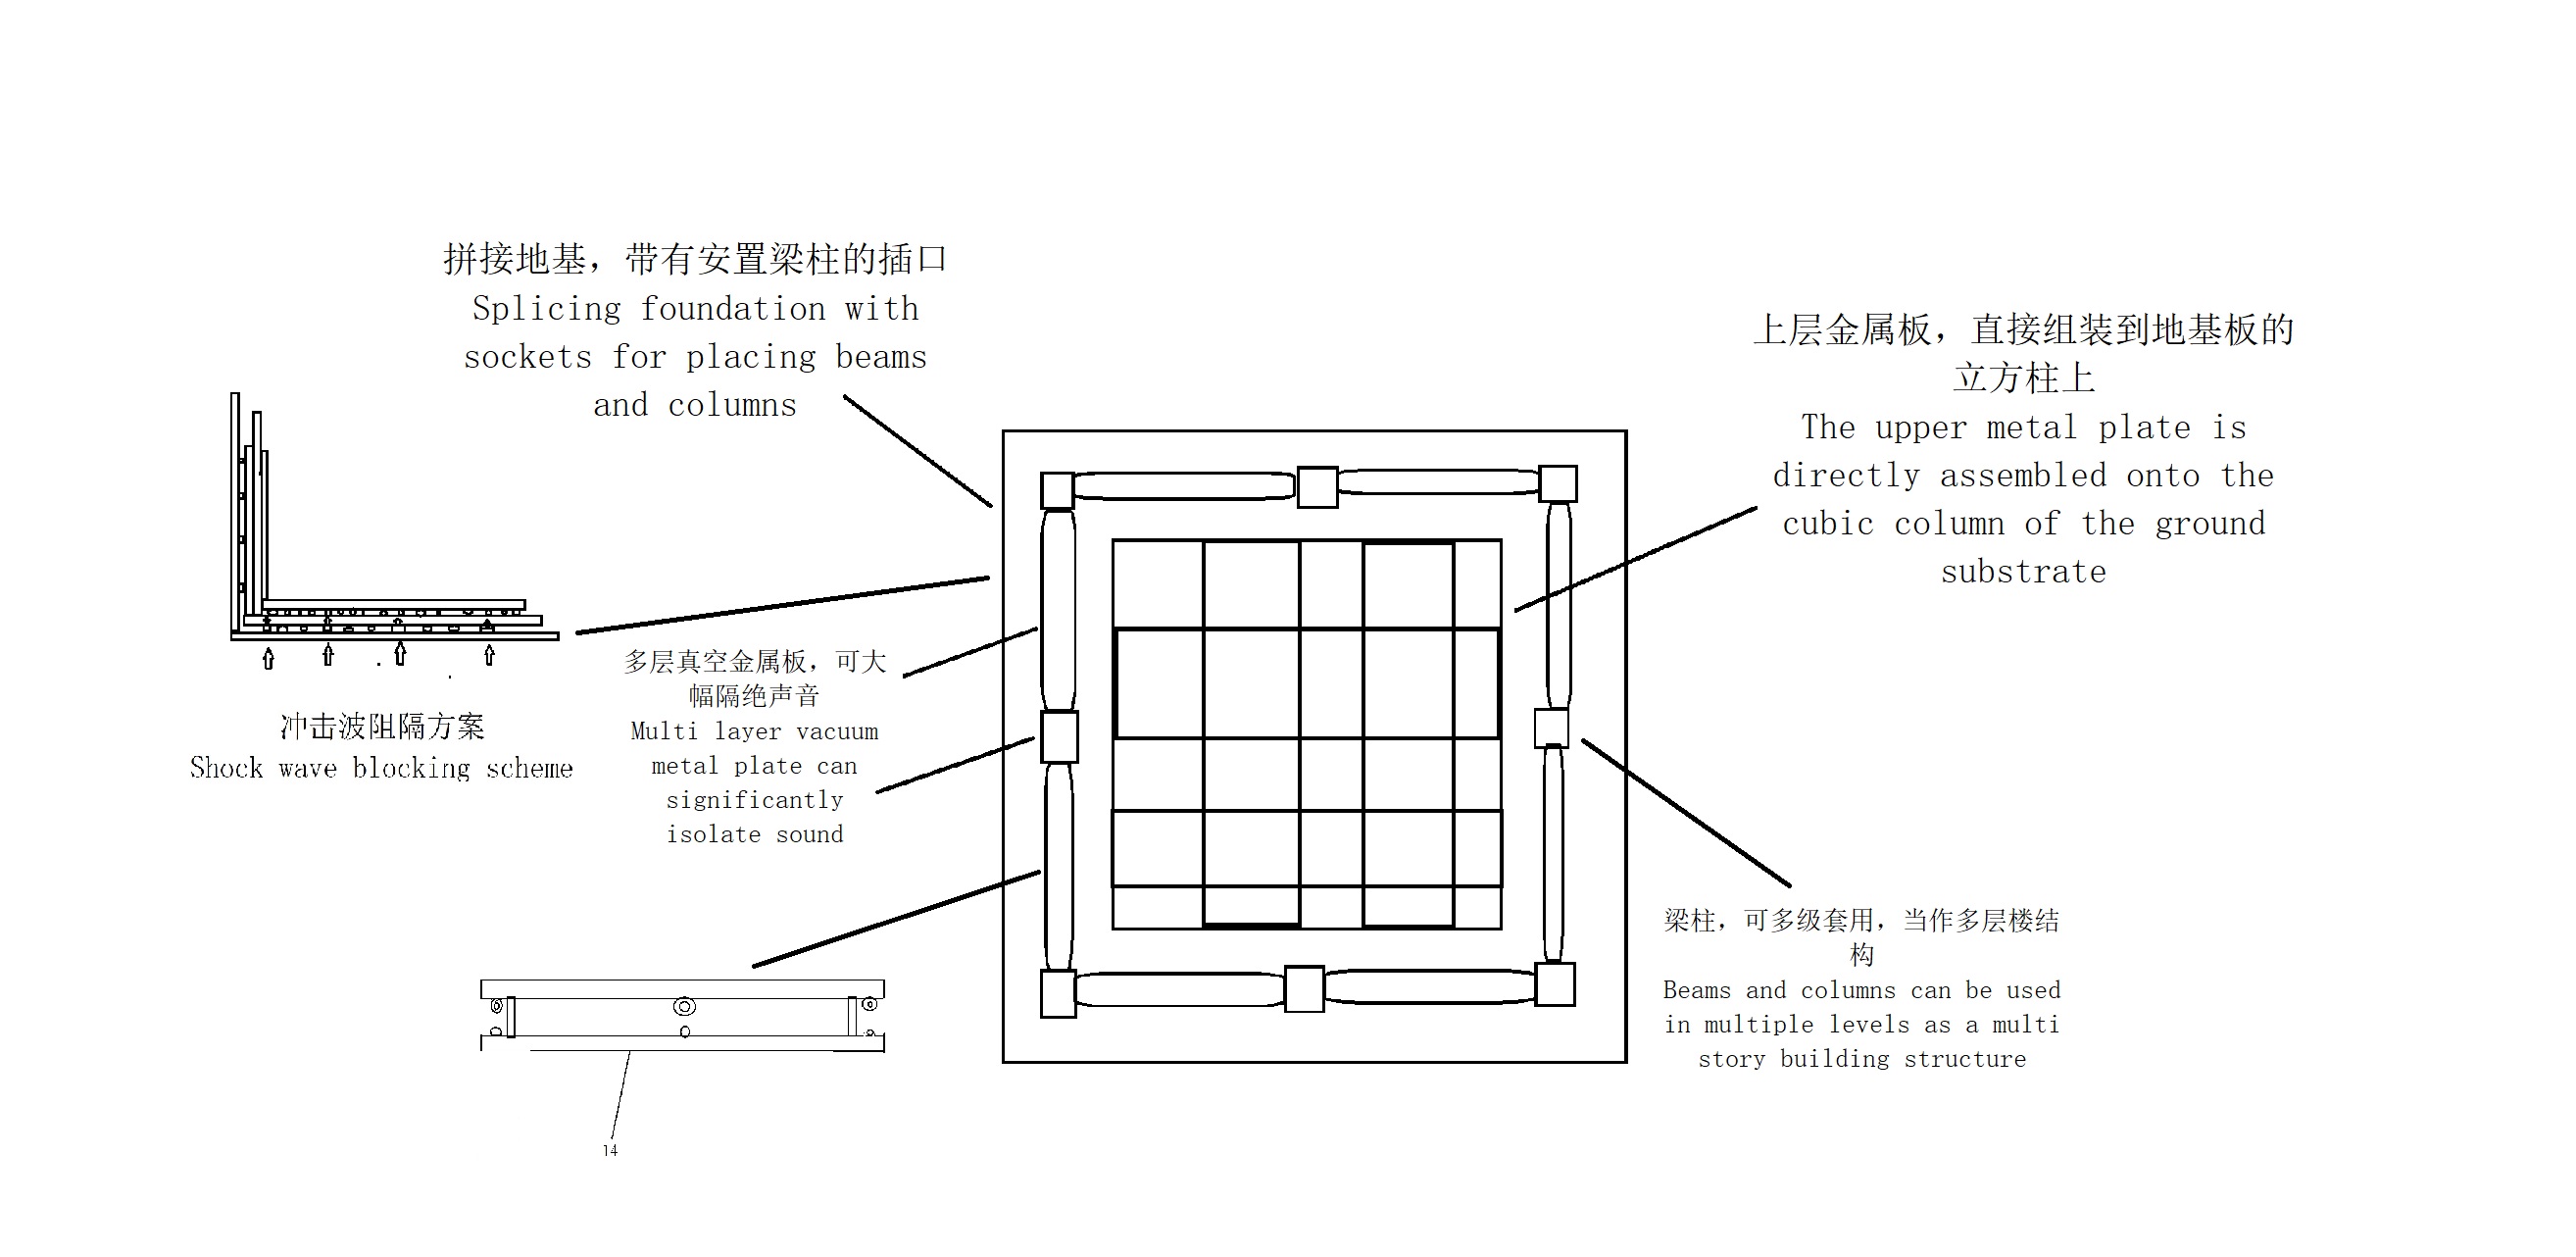 拼接地基，带有安置梁柱的插口
Splicing foundation with
sockets for placing beams
and columns
上层金属板，直接组装到地基板的
立方柱上
The upper metal plate is
directly assembled onto the
cubic column of the ground
substrate
冲击波阻隔方案
Shock wave blocking scheme
多层真空金属板，可大
幅隔绝声音
Multi layer vacuum
metal plate can
significantly
isolate sound
梁柱，可多级套用，当作多层楼结
构
Beams and columns can be used
in multiple levels as a multi
story building structure
14